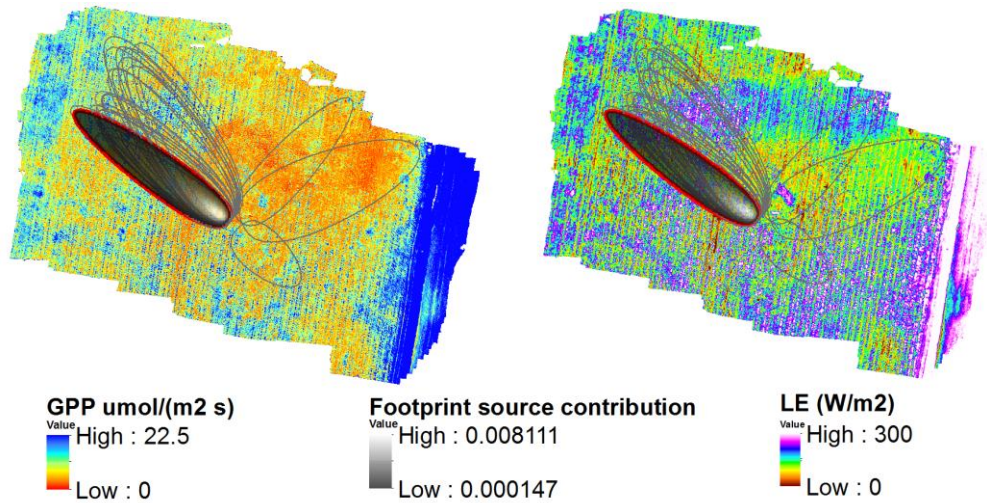 GPP umol/(m2 s)
Value
High : 22.5
Low : 0
Footprint source contribution
Value
High : 0.008111
Low : 0.000147
LE (W/m2)
Value
High : 300
Low : 0